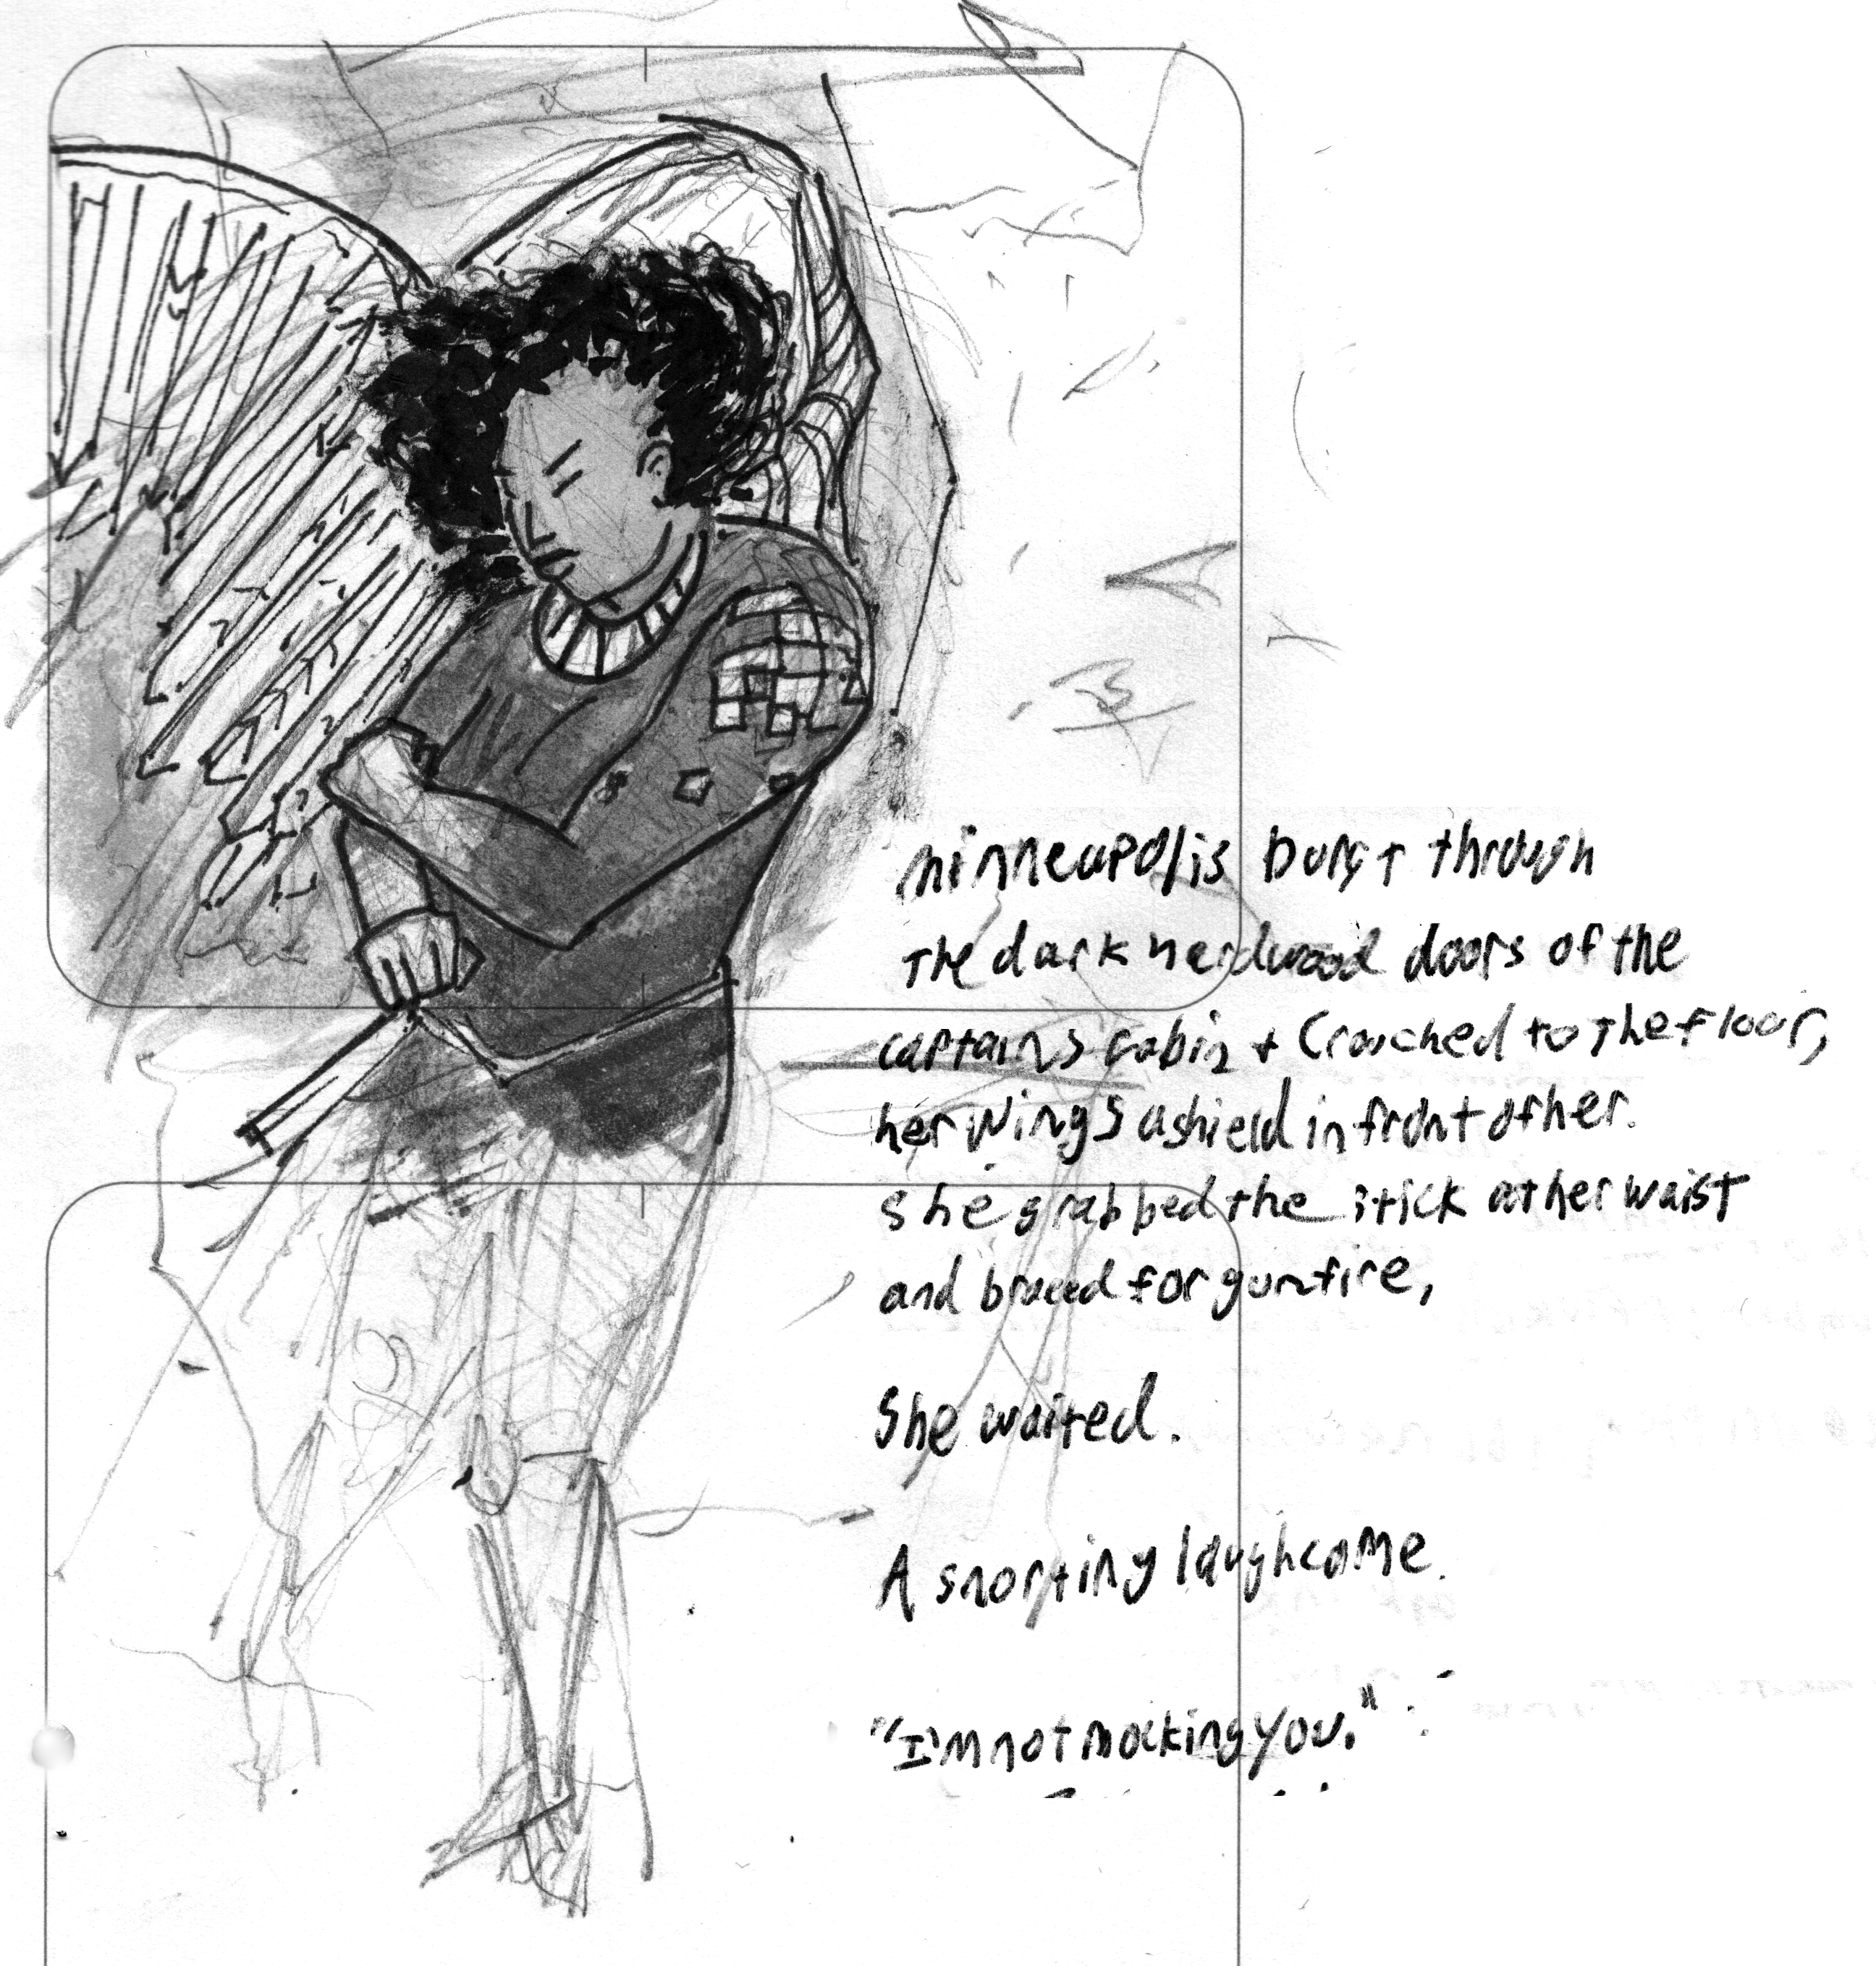 minneapolis burst through
The dark hardwood doors of the
captains cabin + Crouched to The floor,
her wings a shield in front of her.
she grabbed the stick at her waist
and braced for gunfire,
She waited.
A snorting laugh came.
"I'm not mocking you."